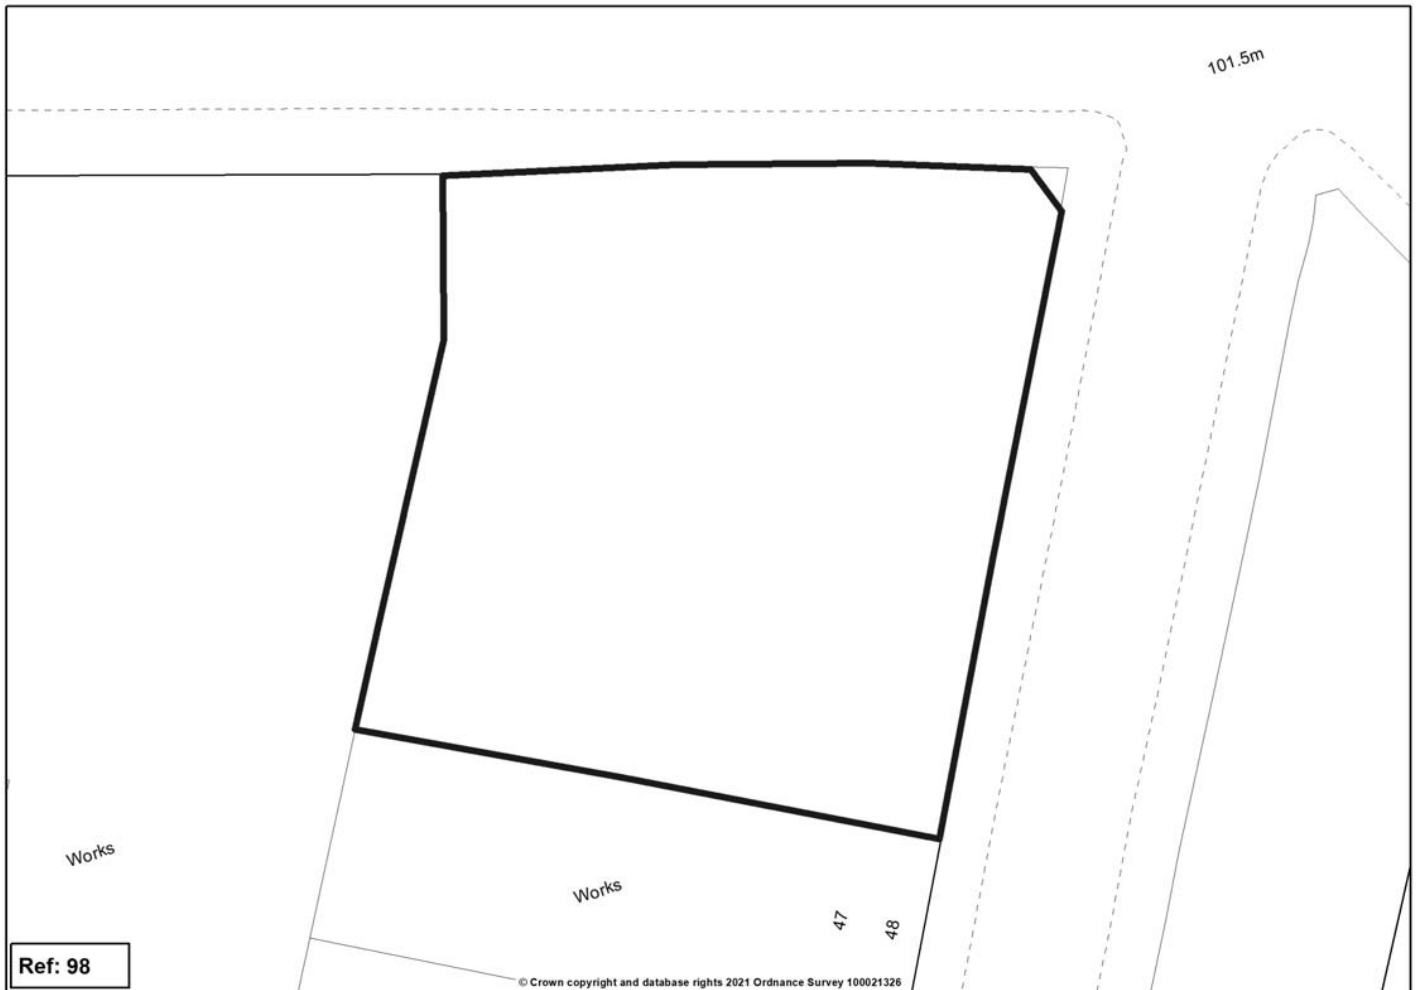 101.5m
Works
Works
47
48
Ref: 98
© Crown copyright and database rights 2021 Ordnance Survey 100021326